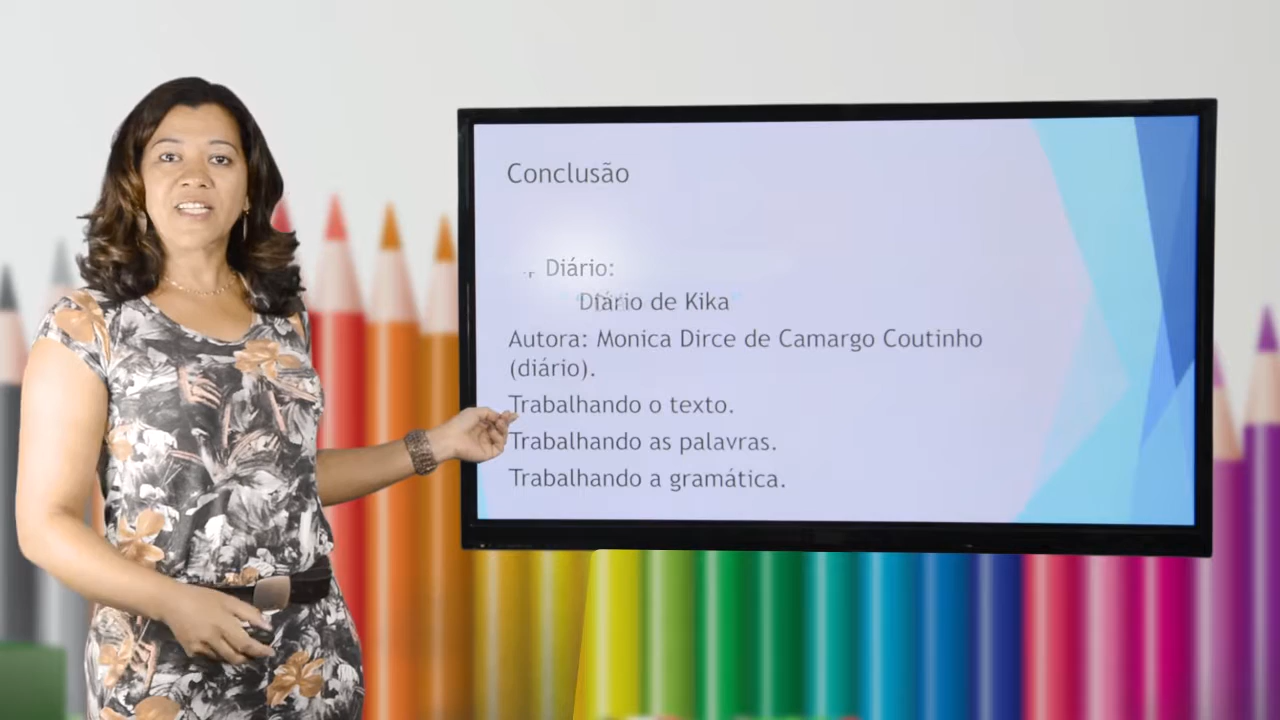 Conclusão
Diário:
Diário de Kika
Autora: Monica Dirce de Camargo Coutinho
(diário).
Trabalhando o texto.
Trabalhando as palavras.
Trabalhando a gramática.